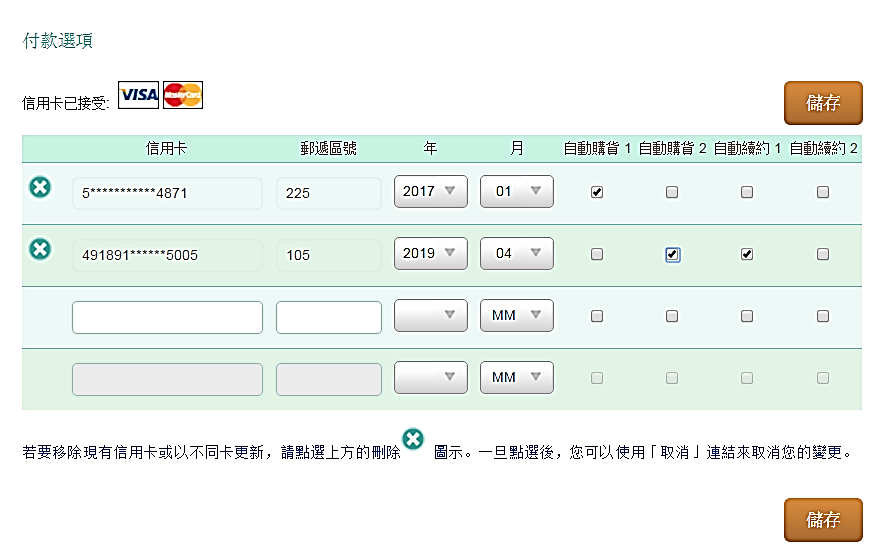 付款選項
信用卡已接受: VISA MasterCard
儲存
信用卡 郵遞區號 年 月 自動購貨 1 自動購貨 2 自動續約 1 自動續約 2
5***********4871 225 2017 01
491891******5005 105 2019 04
MM
MM
若要移除現有信用卡或以不同卡更新，請點選上方的刪除 圖示。一旦點選後，您可以使用「取消」連結來取消您的變更。
儲存